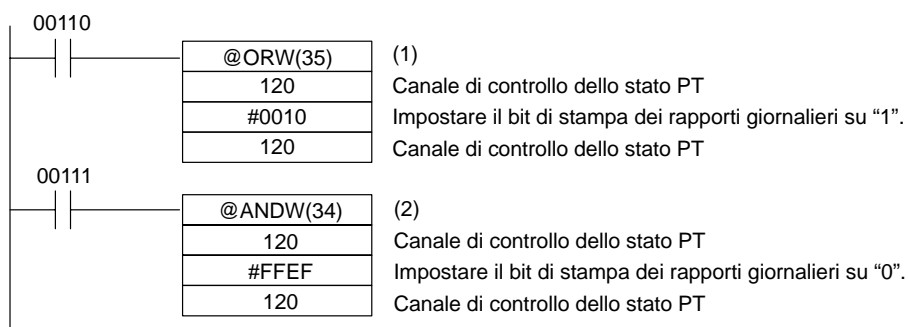 00110
@ORW(35) (1)
120 Canale di controllo dello stato PT
#0010 Impostare il bit di stampa dei rapporti giornalieri su “1”.
120 Canale di controllo dello stato PT
00111
@ANDW(34) (2)
120 Canale di controllo dello stato PT
#FFEF Impostare il bit di stampa dei rapporti giornalieri su “0”.
120 Canale di controllo dello stato PT